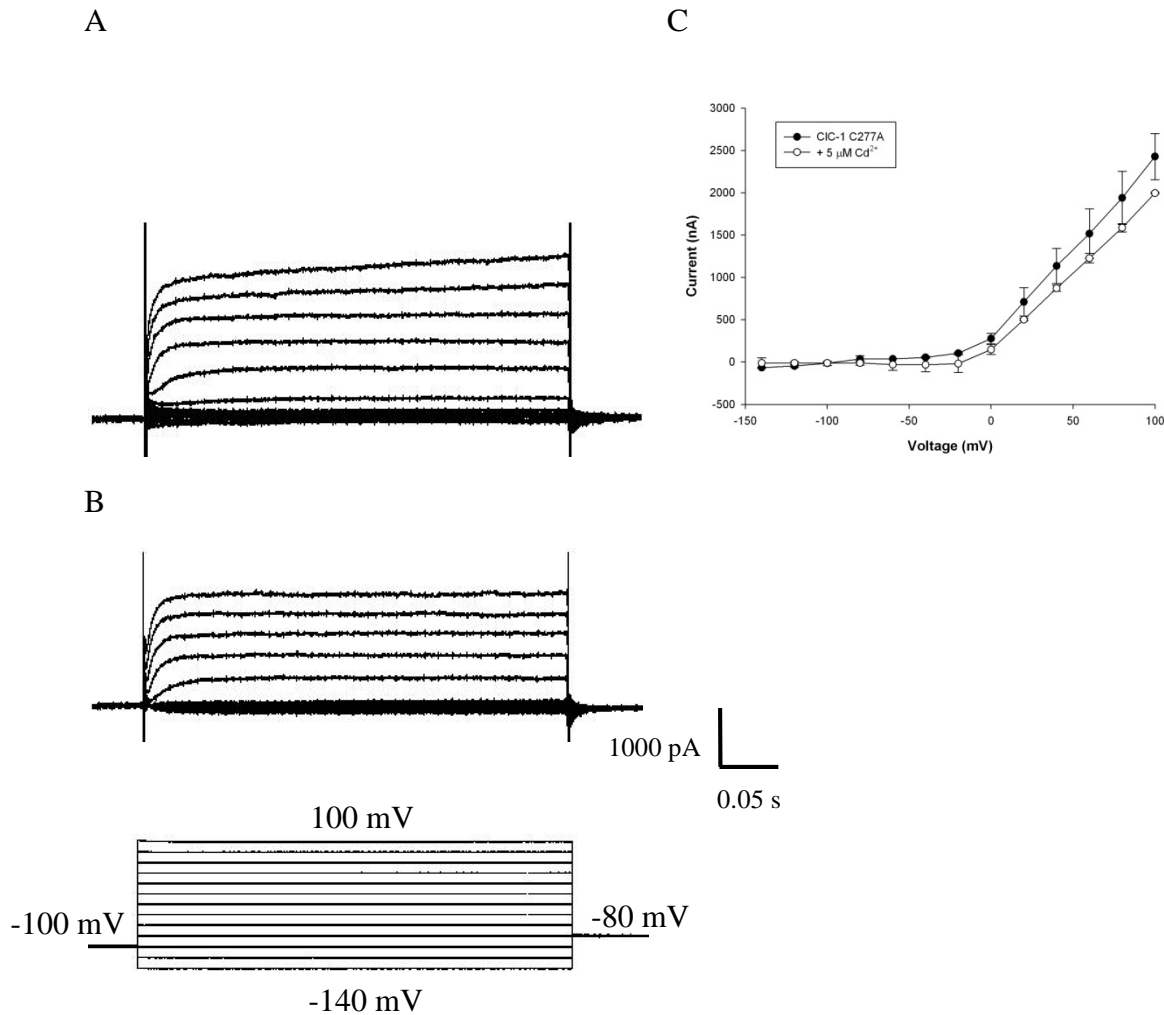 A
C
3000
2500
2000
1500
1000
500
0
-500
Current (nA)
ClC-1 C277A
+ 5 μM Cd²⁺
-150
-100
-50
0
50
100
Voltage (mV)
B
1000 pA
0.05 s
100 mV
-100 mV
-80 mV
-140 mV